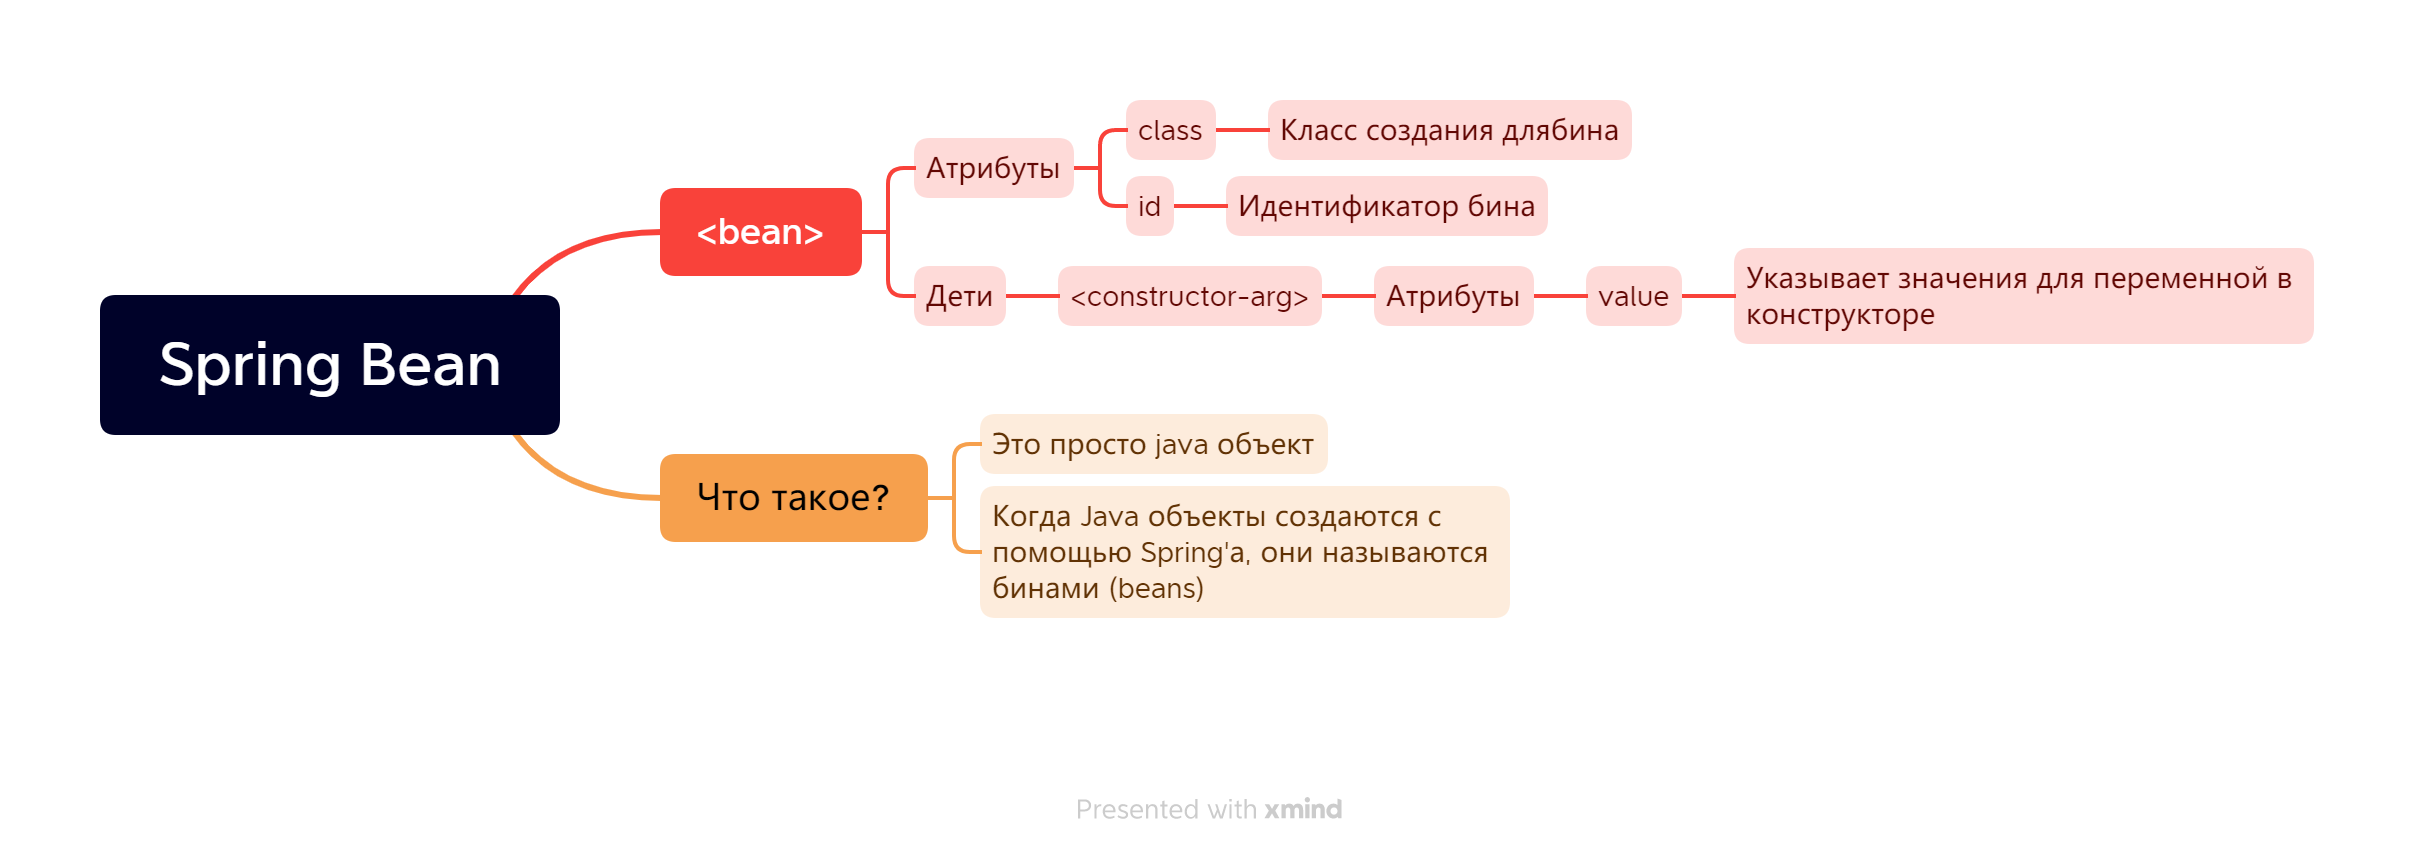 Spring Bean
<bean>
Атрибуты
class
Класс создания длябина
id
Идентификатор бина
Дети
<constructor-arg>
Атрибуты
value
Указывает значения для переменной в
конструкторе
Что такое?
Это просто java объект
Когда Java объекты создаются с
помощью Spring'а, они называются
бинами (beans)
Presented with xmind